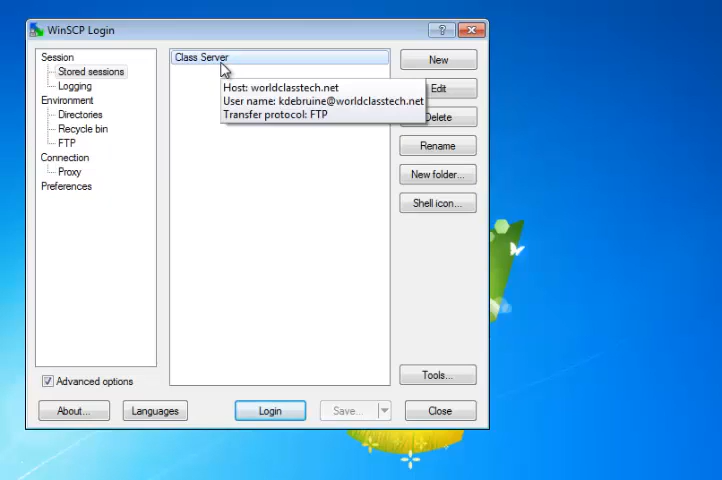 WinSCP Login
?
Session
Stored sessions
Logging
Environment
Directories
Recycle bin
FTP
Connection
Proxy
Preferences
Class Server
Host: worldclasstech.net
User name: kdebruine@worldclasstech.net
Transfer protocol: FTP
New
Edit
Delete
Rename
New folder...
Shell icon...
Tools...
Advanced options
About...
Languages
Login
Save...
Close